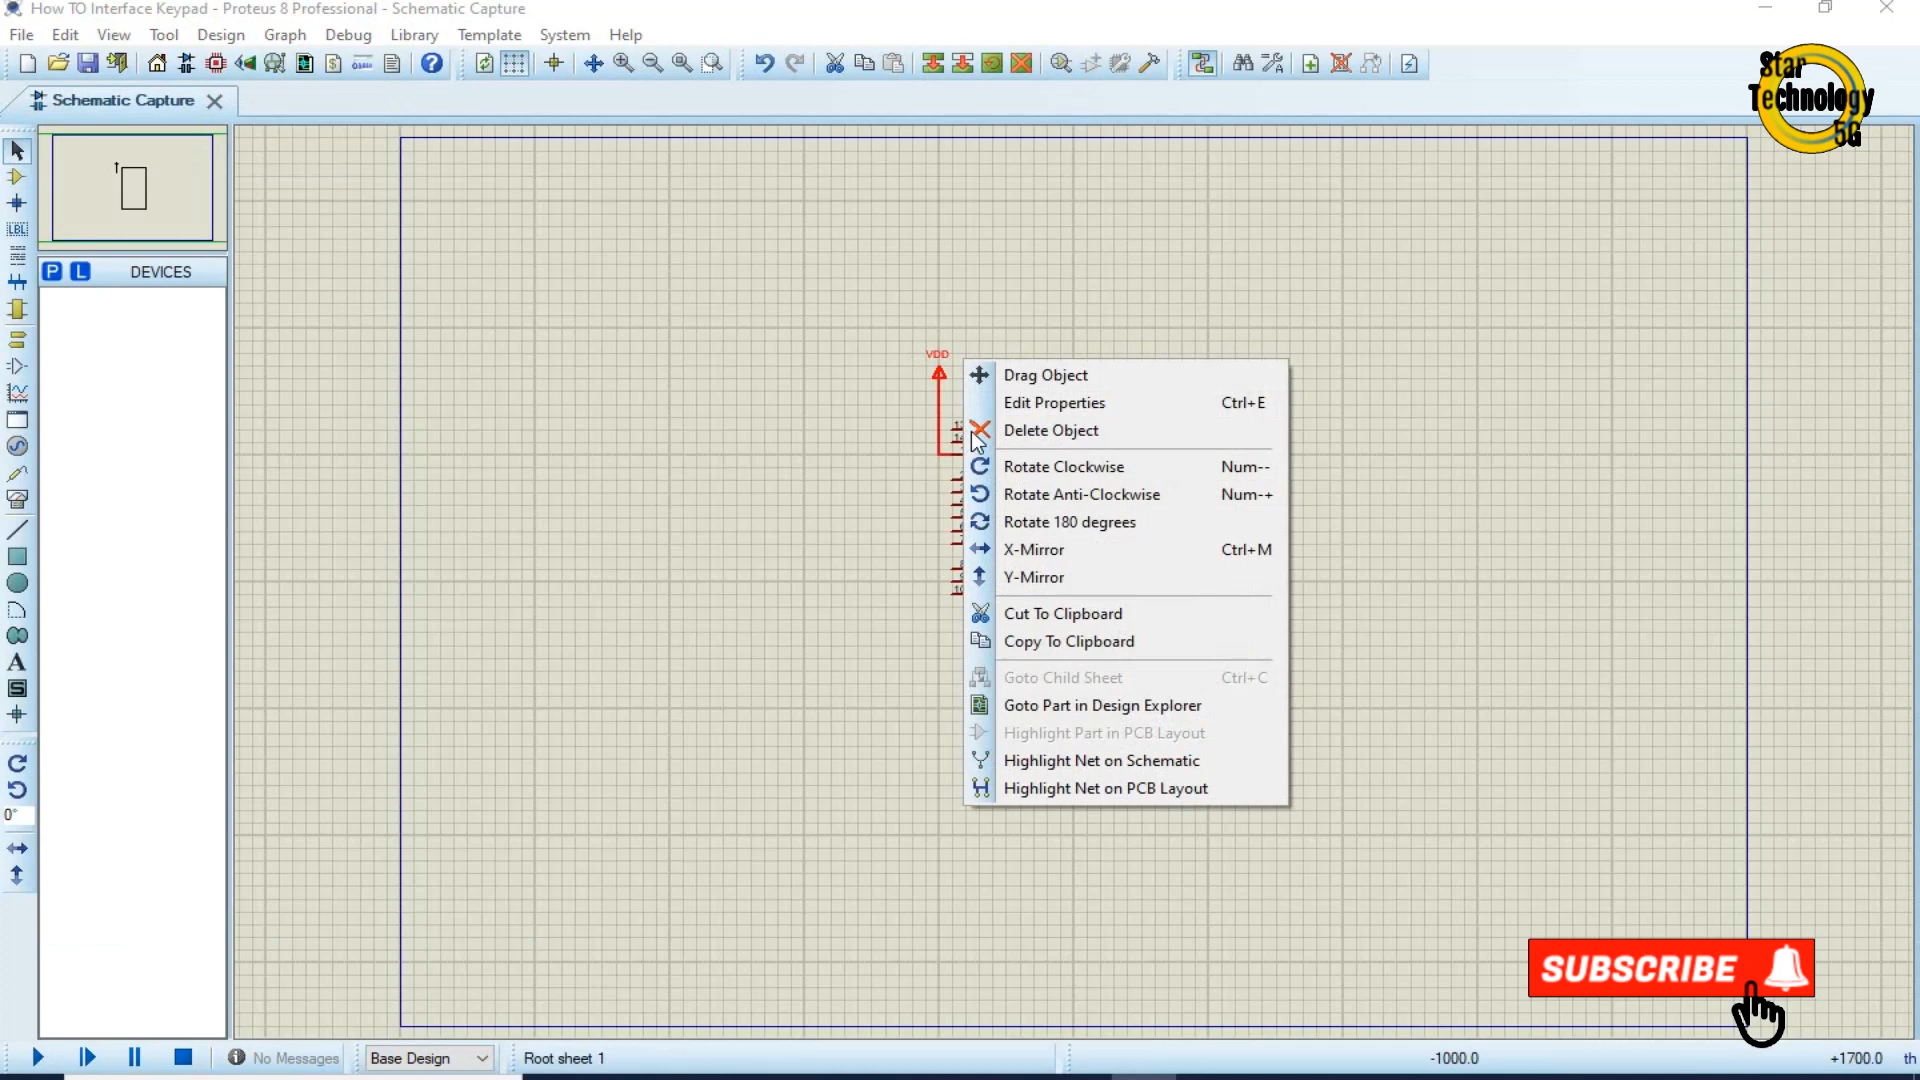 How TO Interface Keypad - Proteus 8 Professional - Schematic Capture
File Edit View Tool Design Graph Debug Library Template System Help
Star
Technology
5G
Schematic Capture
P L DEVICES
LBL
VDD
Drag Object
Edit Properties Ctrl+E
Delete Object
Rotate Clockwise Num--
Rotate Anti-Clockwise Num-+
Rotate 180 degrees
X-Mirror Ctrl+M
Y-Mirror
Cut To Clipboard
Copy To Clipboard
Goto Child Sheet Ctrl+C
Goto Part in Design Explorer
Highlight Part in PCB Layout
Highlight Net on Schematic
Highlight Net on PCB Layout
A
S
0°
SUBSCRIBE
No Messages Base Design Root sheet 1 -1000.0 +1700.0 th